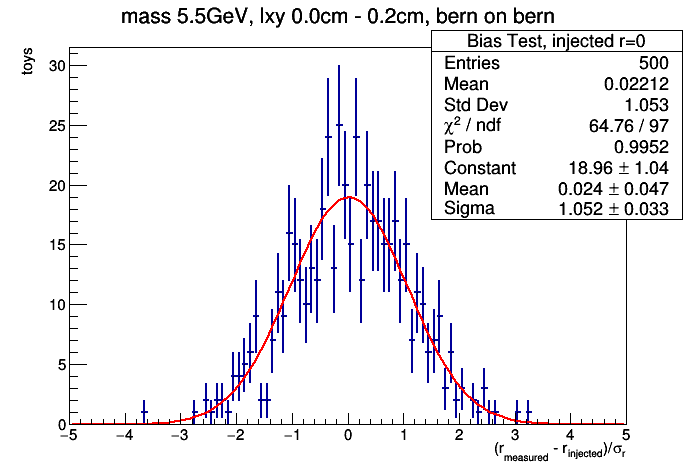 mass 5.5GeV, lxy 0.0cm - 0.2cm, bern on bern
Bias Test, injected r=0
Entries 500
Mean 0.02212
Std Dev 1.053
χ² / ndf 64.76 / 97
Prob 0.9952
Constant 18.96 ± 1.04
Mean 0.024 ± 0.047
Sigma 1.052 ± 0.033
toys
30
25
20
15
10
5
0
−5 −4 −3 −2 −1 0 1 2 3 4 5
(r_measured - r_injected)/σ_r